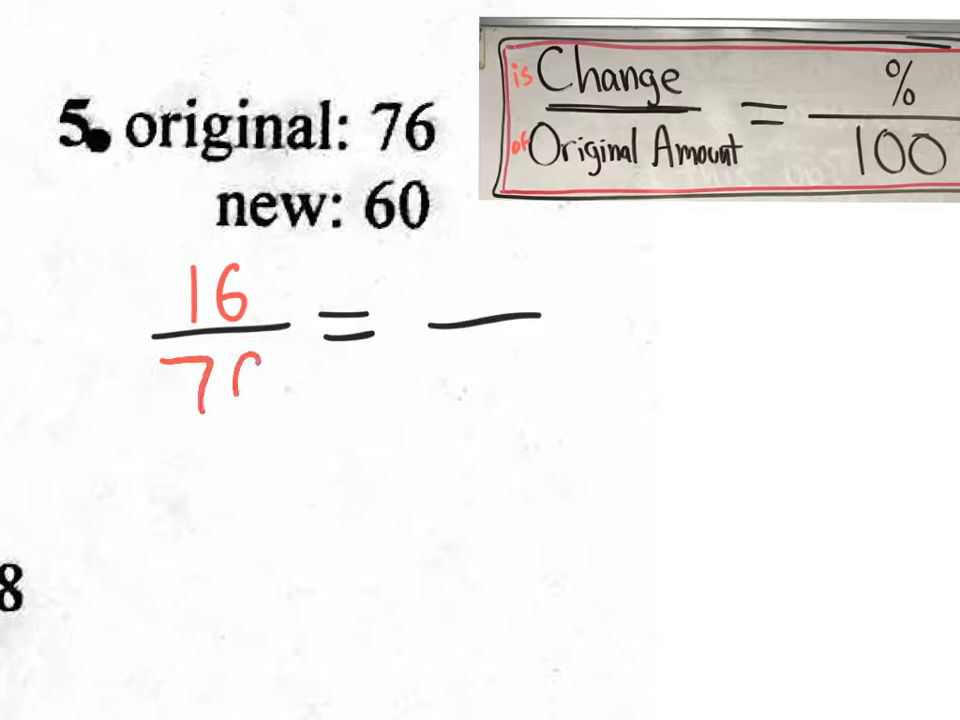 5. original: 76
new: 60
is Change = %
of Original Amount 100
16 =
7
8